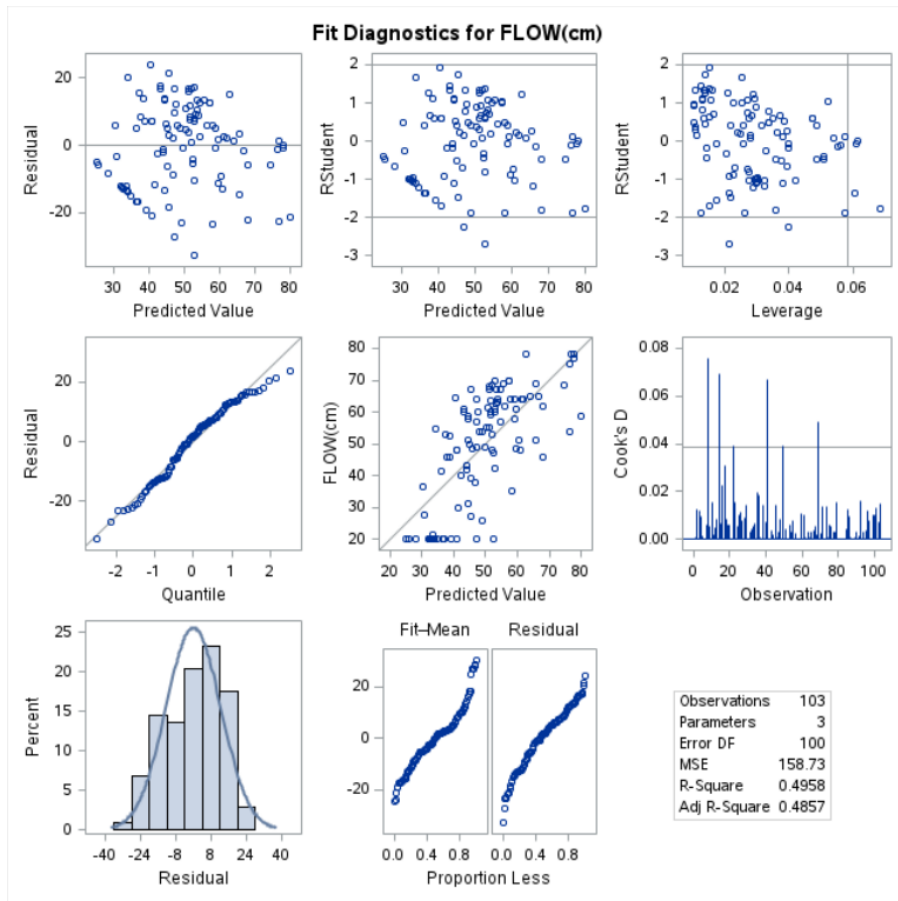 Fit Diagnostics for FLOW(cm)
Residual
20
0
-20
30 40 50 60 70 80
Predicted Value
RStudent
2
1
0
-1
-2
-3
30 40 50 60 70 80
Predicted Value
RStudent
2
1
0
-1
-2
-3
0.02 0.04 0.06
Leverage
Residual
20
0
-20
-2 -1 0 1 2
Quantile
FLOW(cm)
80
70
60
50
40
30
20
20 30 40 50 60 70 80
Predicted Value
Cook's D
0.08
0.06
0.04
0.02
0.00
0 20 40 60 80 100
Observation
Percent
25
20
15
10
5
0
-40 -24 -8 8 24 40
Residual
Fit–Mean Residual
20
0
-20
0.0 0.4 0.8 0.0 0.4 0.8
Proportion Less
Observations 103
Parameters 3
Error DF 100
MSE 158.73
R-Square 0.4958
Adj R-Square 0.4857